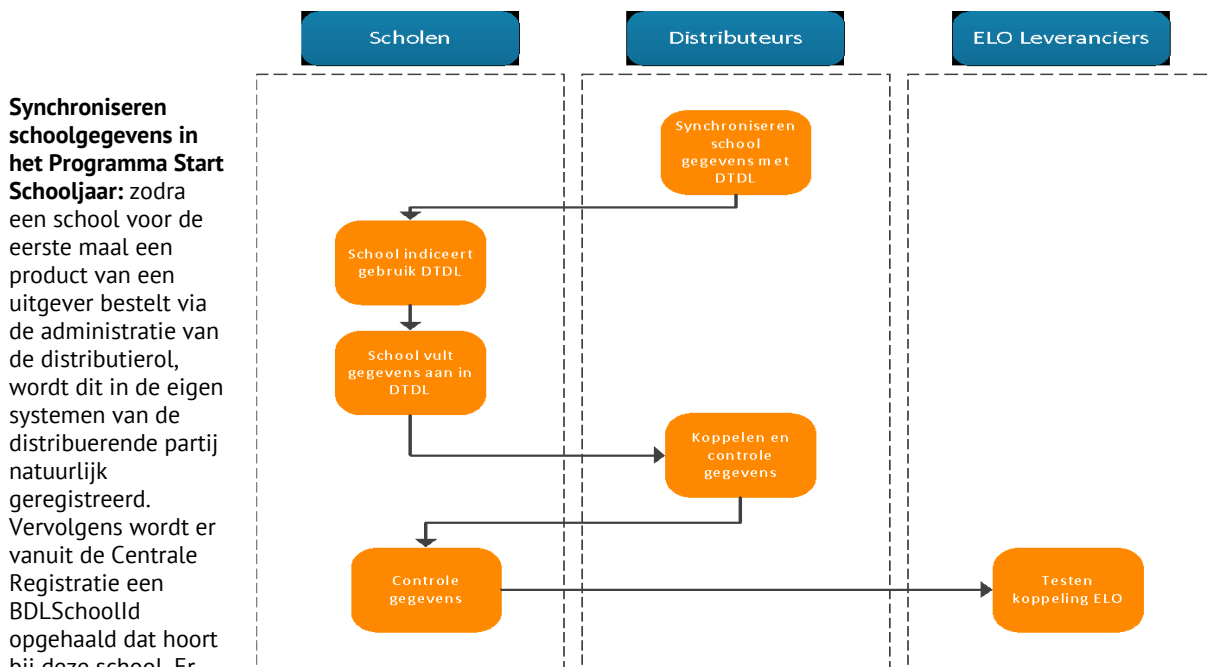 Scholen
Distributeurs
ELO Leveranciers
Synchroniseren
schoolgegevens in
het Programma Start
Schooljaar: zodra
een school voor de
eerste maal een
product van een
uitgever bestelt via
de administratie van
de distributierol,
wordt dit in de eigen
systemen van de
distribuerende partij
natuurlijk
geregistreerd.
Vervolgens wordt er
vanuit de Centrale
Registratie een
BDLSchoolId
opgehaald dat hoort
bij deze school. Er
Synchroniseren
school
gegevens met
DTDL
School indiceert
gebruik DTDL
School vult
gegevens aan in
DTDL
Koppelen en
controle
gegevens
Controle
gegevens
Testen
koppeling ELO